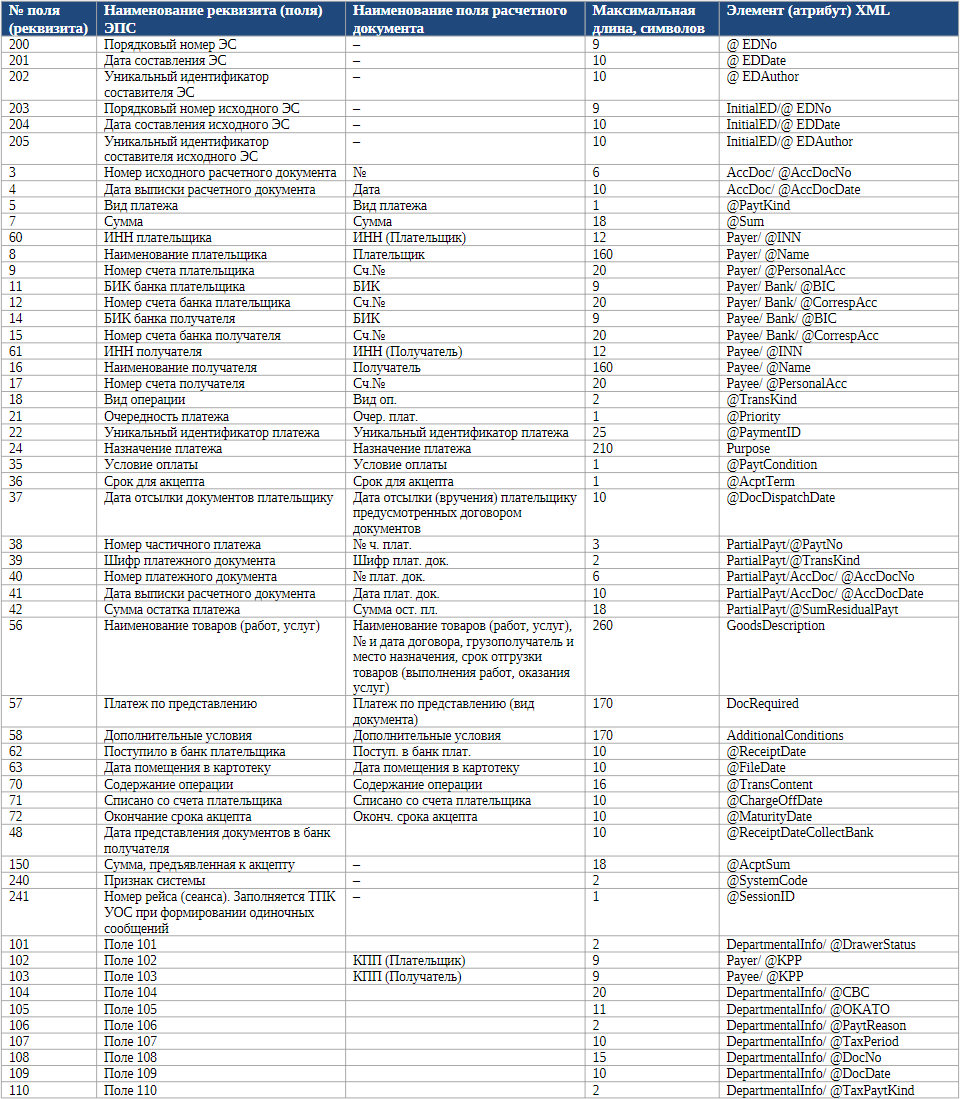 № поля (реквизита) Наименование реквизита (поля) ЭПС Наименование поля расчетного документа Максимальная длина, символов Элемент (атрибут) XML
200 Порядковый номер ЭС – 9 @ EDNo
201 Дата составления ЭС – 10 @ EDDate
202 Уникальный идентификатор составителя ЭС – 10 @ EDAuthor
203 Порядковый номер исходного ЭС – 9 InitialED/@ EDNo
204 Дата составления исходного ЭС – 10 InitialED/@ EDDate
205 Уникальный идентификатор составителя исходного ЭС – 10 InitialED/@ EDAuthor
3 Номер исходного расчетного документа № 6 AccDoc/ @AccDocNo
4 Дата выписки расчетного документа Дата 10 AccDoc/ @AccDocDate
5 Вид платежа Вид платежа 1 @PaytKind
7 Сумма Сумма 18 @Sum
60 ИНН плательщика ИНН (Плательщик) 12 Payer/ @INN
8 Наименование плательщика Плательщик 160 Payer/ @Name
9 Номер счета плательщика Сч.№ 20 Payer/ @PersonalAcc
11 БИК банка плательщика БИК 9 Payer/ Bank/ @BIC
12 Номер счета банка плательщика Сч.№ 20 Payer/ Bank/ @CorrespAcc
14 БИК банка получателя БИК 9 Payee/ Bank/ @BIC
15 Номер счета банка получателя Сч.№ 20 Payee/ Bank/ @CorrespAcc
61 ИНН получателя ИНН (Получатель) 12 Payee/ @INN
16 Наименование получателя Получатель 160 Payee/ @Name
17 Номер счета получателя Сч.№ 20 Payee/ @PersonalAcc
18 Вид операции Вид оп. 2 @TransKind
21 Очередность платежа Очер. плат. 1 @Priority
22 Уникальный идентификатор платежа Уникальный идентификатор платежа 25 @PaymentID
24 Назначение платежа Назначение платежа 210 Purpose
35 Условие оплаты Условие оплаты 1 @PaytCondition
36 Срок для акцепта Срок для акцепта 1 @AcptTerm
37 Дата отсылки документов плательщику Дата отсылки (вручения) плательщику предусмотренных договором документов 10 @DocDispatchDate
38 Номер частичного платежа № ч. плат. 3 PartialPayt/@PaytNo
39 Шифр платежного документа Шифр плат. док. 2 PartialPayt/@TransKind
40 Номер платежного документа № плат. док. 6 PartialPayt/AccDoc/ @AccDocNo
41 Дата выписки расчетного документа Дата плат. док. 10 PartialPayt/AccDoc/ @AccDocDate
42 Сумма остатка платежа Сумма ост. пл. 18 PartialPayt/@SumResidualPayt
56 Наименование товаров (работ, услуг) Наименование товаров (работ, услуг), № и дата договора, грузополучател и место назначения, срок отгрузки товаров (выполнения работ, оказания услуг) 260 GoodsDescription
57 Платеж по представлению Платеж по представлению (вид документа) 170 DocRequired
58 Дополнительные условия Дополнительные условия 170 AdditionalConditions
62 Поступило в банк плательщика Поступ. в банк плат. 10 @ReceiptDate
63 Дата помещения в картотеку Дата помещения в картотеку 10 @FileDate
70 Содержание операции Содержание операции 16 @TransContent
71 Списано со счета плательщика Списано со счета плательщика 10 @ChargeOffDate
72 Окончание срока акцепта Оконч. срока акцепта 10 @MaturityDate
48 Дата представления документов в банк получателя 10 @ReceiptDateCollectBank
150 Сумма, предъявленная к акцепту – 18 @AcptSum
240 Признак системы – 2 @SystemCode
241 Номер рейса (сеанса). Заполняется ТПК УОС при формировании одиночных сообщений – 1 @SessionID
101 Поле 101 2 DepartmentalInfo/ @DrawerStatus
102 Поле 102 КПП (Плательщик) 9 Payer/ @KPP
103 Поле 103 КПП (Получатель) 9 Payee/ @KPP
104 Поле 104 20 DepartmentalInfo/ @CBC
105 Поле 105 11 DepartmentalInfo/ @OKATO
106 Поле 106 2 DepartmentalInfo/ @PaytReason
107 Поле 107 10 DepartmentalInfo/ @TaxPeriod
108 Поле 108 15 DepartmentalInfo/ @DocNo
109 Поле 109 10 DepartmentalInfo/ @DocDate
110 Поле 110 2 DepartmentalInfo/ @TaxPaytKind